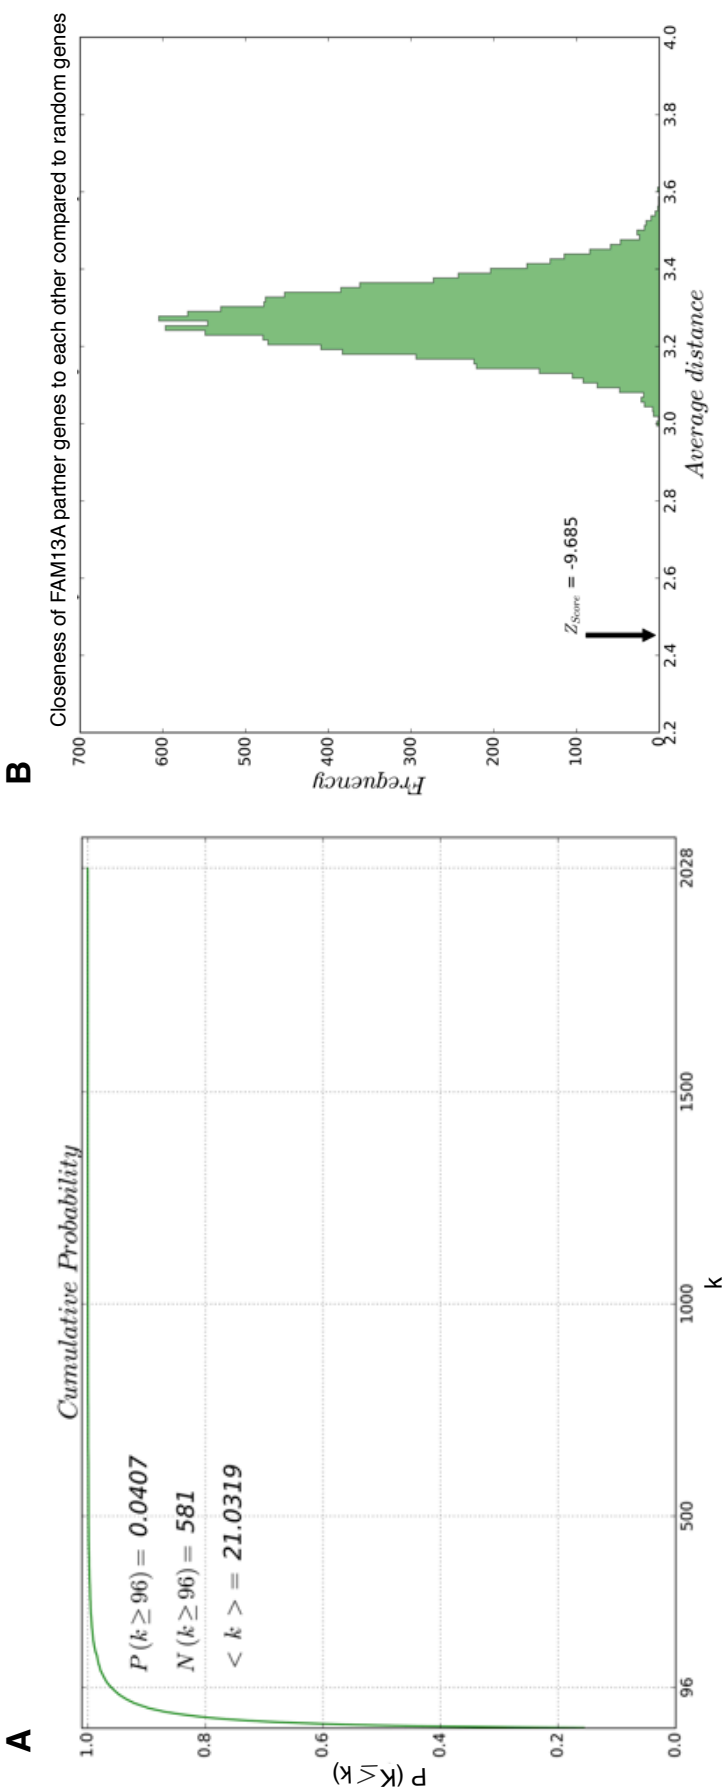 A
Cumulative Probability
P (k ≥ 96) = 0.0407
N (k ≥ 96) = 581
< k > = 21.0319
1.0
0.8
0.6
0.4
0.2
0.0
P (K ≤ k)
96
500
1000
1500
2028
k
B
Closeness of FAM13A partner genes to each other compared to random genes
700
600
500
400
300
200
100
0
Frequency
Z_Score = -9.685
2.2
2.4
2.6
2.8
3.0
3.2
3.4
3.6
3.8
4.0
Average distance